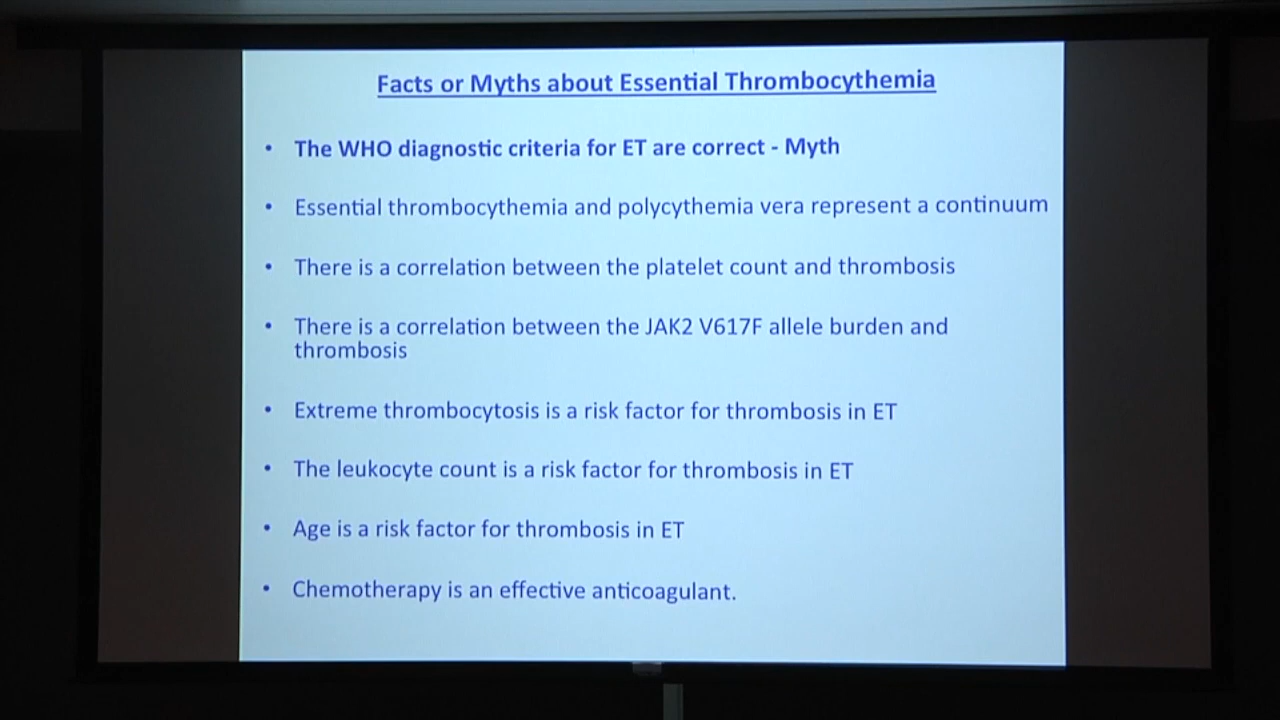 Facts or Myths about Essential Thrombocythemia
• The WHO diagnostic criteria for ET are correct - Myth
• Essential thrombocythemia and polycythemia vera represent a continuum
• There is a correlation between the platelet count and thrombosis
• There is a correlation between the JAK2 V617F allele burden and
thrombosis
• Extreme thrombocytosis is a risk factor for thrombosis in ET
• The leukocyte count is a risk factor for thrombosis in ET
• Age is a risk factor for thrombosis in ET
• Chemotherapy is an effective anticoagulant.